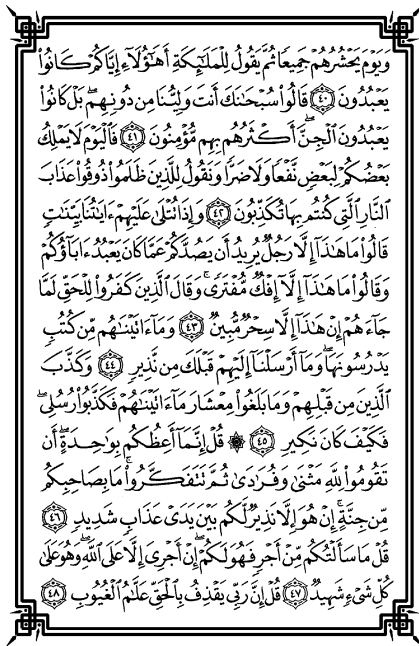 وَيَوْمَ يَحْشُرُهُمْ جَمِيعًا ثُمَّ يَقُولُ لِلْمَلَٰٓئِكَةِ أَهَٰٓؤُلَآءِ إِيَّاكُمْ كَانُوا۟
يَعْبُدُونَ ٤٠ قَالُوا۟ سُبْحَٰنَكَ أَنتَ وَلِيُّنَا مِن دُونِهِم ۖ بَلْ كَانُوا۟
يَعْبُدُونَ ٱلْجِنَّ ۖ أَكْثَرُهُم بِهِم مُّؤْمِنُونَ ٤١ فَٱلْيَوْمَ لَا يَمْلِكُ
بَعْضُكُمْ لِبَعْضٍ نَّفْعًا وَلَا ضَرًّا وَنَقُولُ لِلَّذِينَ ظَلَمُوا۟ ذُوقُوا۟ عَذَابَ
ٱلنَّارِ ٱلَّتِى كُنتُم بِهَا تُكَذِّبُونَ ٤٢ وَإِذَا تُتْلَىٰ عَلَيْهِمْ ءَايَٰتُنَا بَيِّنَٰتٍ
قَالُوا۟ مَا هَٰذَآ إِلَّا رَجُلٌ يُرِيدُ أَن يَصُدَّكُمْ عَمَّا كَانَ يَعْبُدُ ءَابَآؤُكُمْ
وَقَالُوا۟ مَا هَٰذَآ إِلَّآ إِفْكٌ مُّفْتَرًى ۚ وَقَالَ ٱلَّذِينَ كَفَرُوا۟ لِلْحَقِّ لَمَّا
جَآءَهُمْ إِنْ هَٰذَآ إِلَّا سِحْرٌ مُّبِينٌ ٤٣ وَمَآ ءَاتَيْنَٰهُم مِّن كُتُبٍ
يَدْرُسُونَهَا ۖ وَمَآ أَرْسَلْنَآ إِلَيْهِمْ قَبْلَكَ مِن نَّذِيرٍ ٤٤ وَكَذَّبَ
ٱلَّذِينَ مِن قَبْلِهِمْ وَمَا بَلَغُوا۟ مِعْشَارَ مَآ ءَاتَيْنَٰهُمْ فَكَذَّبُوا۟ رُسُلِى ۖ
فَكَيْفَ كَانَ نَكِيرِ ٤٥ ۞ قُلْ إِنَّمَآ أَعِظُكُم بِوَٰحِدَةٍ ۖ أَن
تَقُومُوا۟ لِلَّهِ مَثْنَىٰ وَفُرَٰدَىٰ ثُمَّ تَتَفَكَّرُوا۟ ۚ مَا بِصَاحِبِكُم
مِّن جِنَّةٍ ۚ إِنْ هُوَ إِلَّا نَذِيرٌ لَّكُم بَيْنَ يَدَىْ عَذَابٍ شَدِيدٍ ٤٦
قُلْ مَا سَأَلْتُكُم مِّنْ أَجْرٍ فَهُوَ لَكُمْ ۖ إِنْ أَجْرِىَ إِلَّا عَلَى ٱللَّهِ ۖ وَهُوَ عَلَىٰ
كُلِّ شَىْءٍ شَهِيدٌ ٤٧ قُلْ إِنَّ رَبِّى يَقْذِفُ بِٱلْحَقِّ عَلَّٰمُ ٱلْغُيُوبِ ٤٨